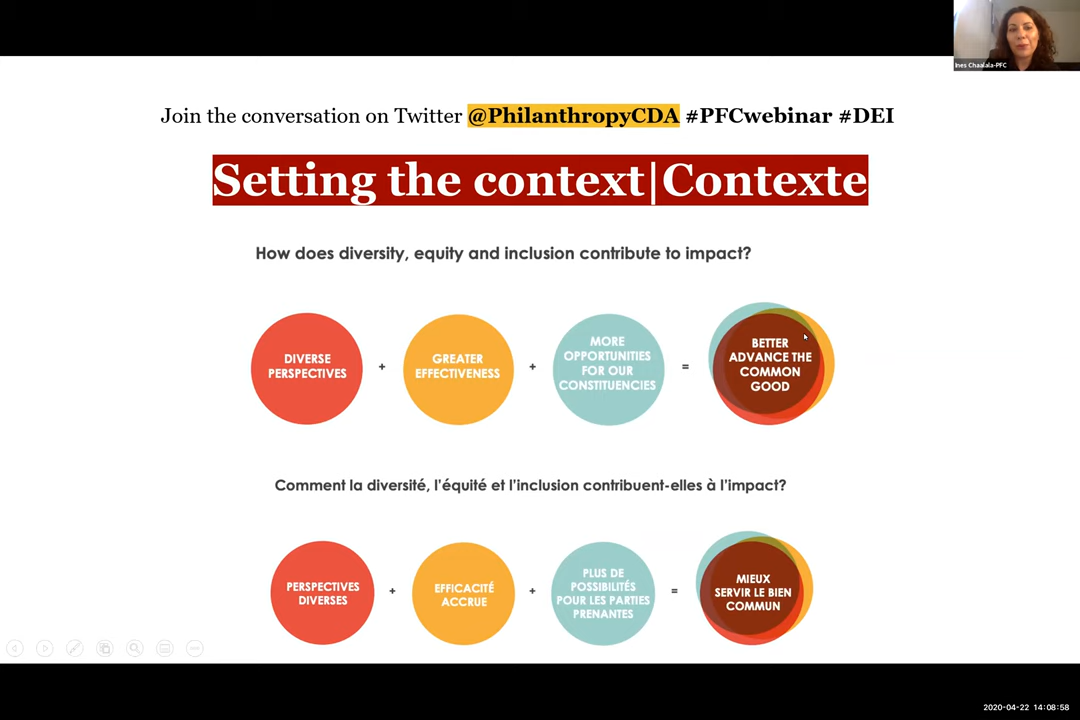 Ines Chaalala-PFC
Join the conversation on Twitter @PhilanthropyCDA #PFCwebinar #DEI
Setting the context|Contexte
How does diversity, equity and inclusion contribute to impact?
DIVERSE
PERSPECTIVES
+
GREATER
EFFECTIVENESS
+
MORE
OPPORTUNITIES
FOR OUR
CONSTITUENCIES
=
BETTER
ADVANCE THE
COMMON
GOOD
Comment la diversité, l'équité et l'inclusion contribuent-elles à l'impact?
PERSPECTIVES
DIVERSES
+
EFFICACITÉ
ACCRUE
+
PLUS DE
POSSIBILITÉS
POUR LES PARTIES
PRENANTES
=
MIEUX
SERVIR LE BIEN
COMMUN
2020-04-22 14:08:58